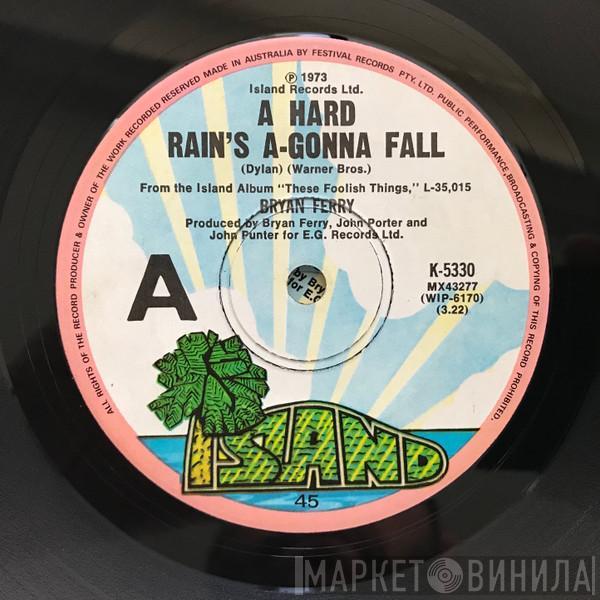 ALL RIGHTS OF THE RECORD PRODUCER & OWNER OF THE WORK RECORDED RESERVED MADE IN AUSTRALIA BY FESTIVAL RECORDS PTY. LTD. PUBLIC PERFORMANCE, BROADCASTING & COPYING OF THIS RECORD PROHIBITED.
℗ 1973
Island Records Ltd.
A HARD
RAIN'S A-GONNA FALL
(Dylan) (Warner Bros.)
From the Island Album "These Foolish Things," L-35,015
BRYAN FERRY
Produced by Bryan Ferry, John Porter and
John Punter for E.G. Records Ltd.
A
by Bry
for E.G
K-5330
MX43277
(WIP-6170)
(3.22)
ISLAND
45
МАРКЕТ ВИНИЛА